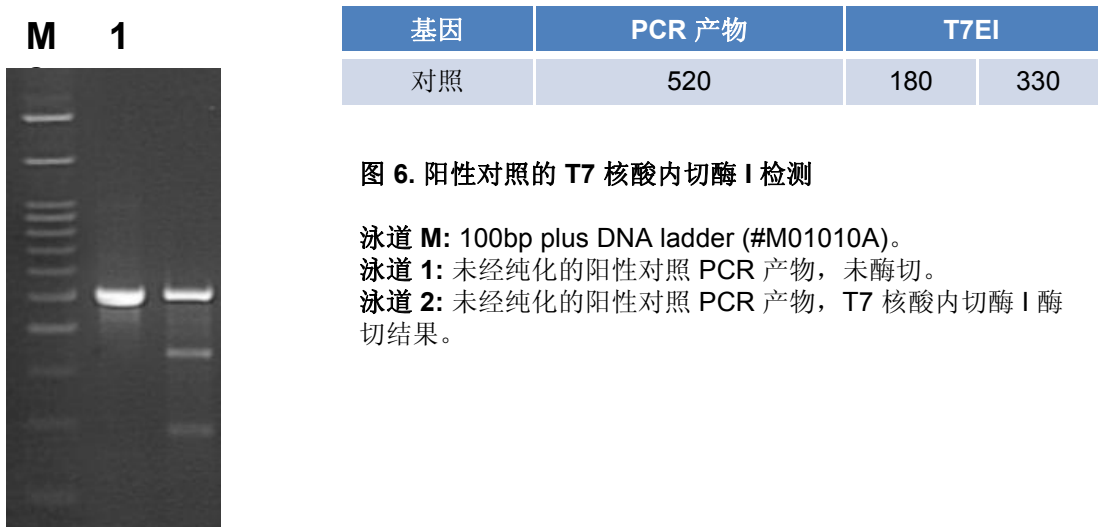 M 1
基因 PCR 产物 T7EI
对照 520 180 330
图 6. 阳性对照的 T7 核酸内切酶 I 检测
泳道 M: 100bp plus DNA ladder (#M01010A)。
泳道 1: 未经纯化的阳性对照 PCR 产物，未酶切。
泳道 2: 未经纯化的阳性对照 PCR 产物，T7 核酸内切酶 I 酶
切结果。